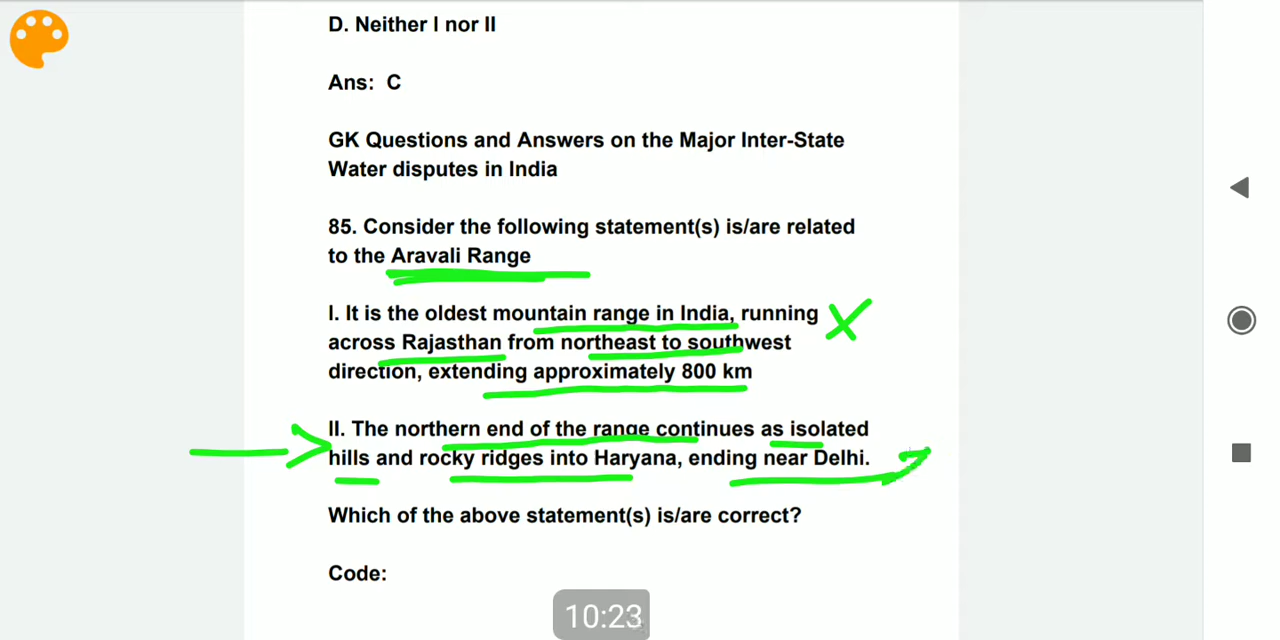 D. Neither I nor II
Ans: C
GK Questions and Answers on the Major Inter-State
Water disputes in India
85. Consider the following statement(s) is/are related
to the Aravali Range
I. It is the oldest mountain range in India, running
across Rajasthan from northeast to southwest
direction, extending approximately 800 km
II. The northern end of the range continues as isolated
hills and rocky ridges into Haryana, ending near Delhi.
Which of the above statement(s) is/are correct?
Code:
10:23